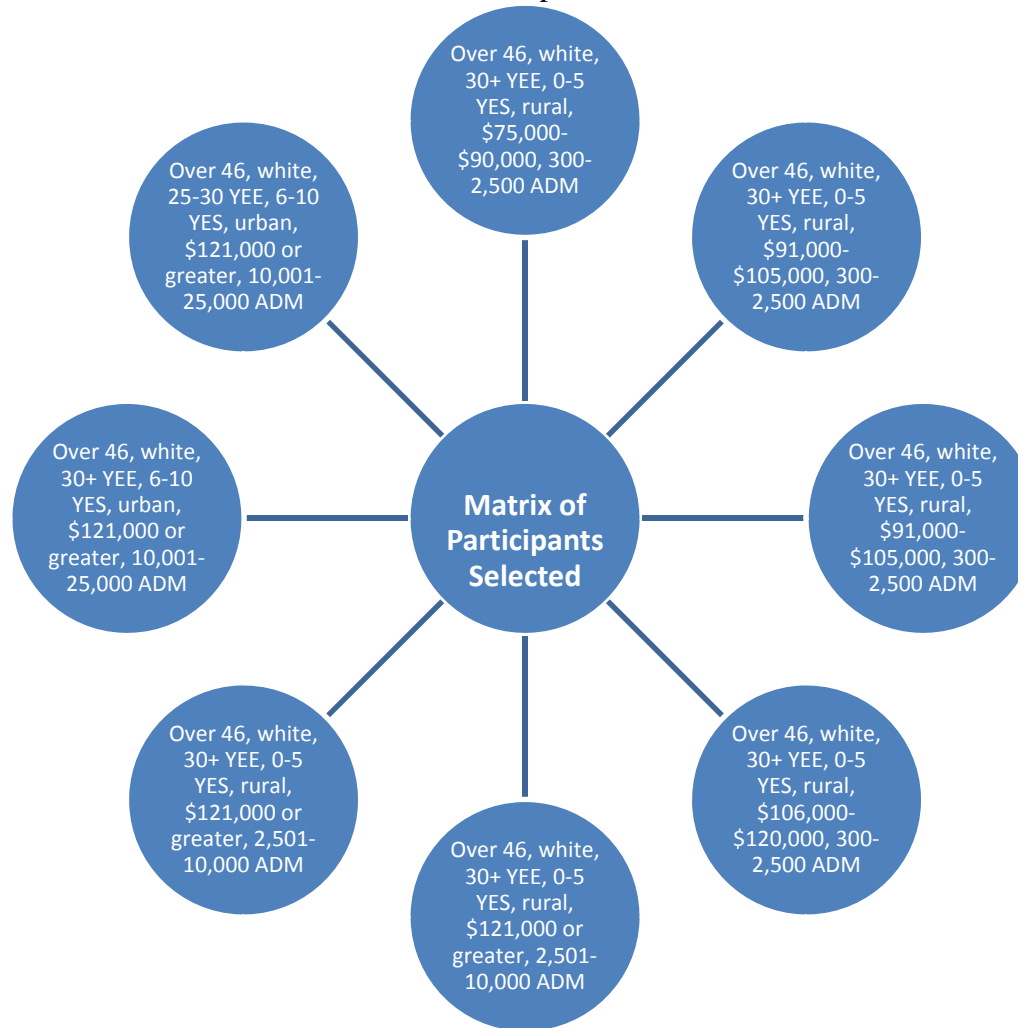 Over 46, white,
30+ YEE, 0-5
YES, rural,
$75,000-
$90,000, 300-
2,500 ADM
Over 46, white,
30+ YEE, 0-5
YES, rural,
$91,000-
$105,000, 300-
2,500 ADM
Over 46, white,
30+ YEE, 0-5
YES, rural,
$91,000-
$105,000, 300-
2,500 ADM
Over 46, white,
30+ YEE, 0-5
YES, rural,
$106,000-
$120,000, 300-
2,500 ADM
Over 46, white,
30+ YEE, 0-5
YES, rural,
$121,000 or
greater, 2,501-
10,000 ADM
Over 46, white,
30+ YEE, 0-5
YES, rural,
$121,000 or
greater, 2,501-
10,000 ADM
Over 46, white,
30+ YEE, 6-10
YES, urban,
$121,000 or
greater, 10,001-
25,000 ADM
Over 46, white,
25-30 YEE, 6-10
YES, urban,
$121,000 or
greater, 10,001-
25,000 ADM
Matrix of
Participants
Selected